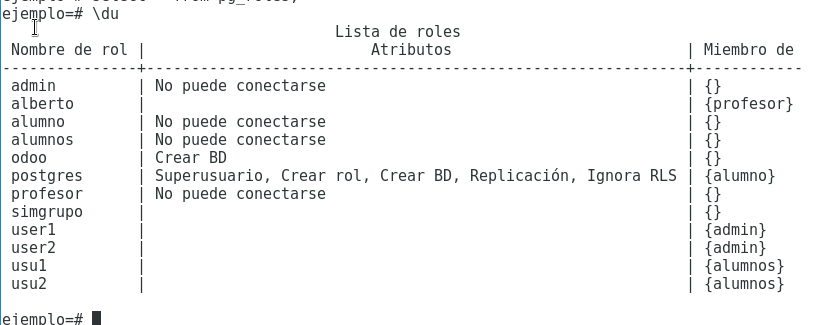 ejemplo=# select * from pg_roles;
ejemplo=# \du
Lista de roles
Nombre de rol | Atributos | Miembro de
---------------+------------------------------------------------------------+------------
admin | No puede conectarse | {}
alberto | | {profesor}
alumno | No puede conectarse | {}
alumnos | No puede conectarse | {}
odoo | Crear BD | {}
postgres | Superusuario, Crear rol, Crear BD, Replicación, Ignora RLS | {alumno}
profesor | No puede conectarse | {}
simgrupo | | {}
user1 | | {admin}
user2 | | {admin}
usu1 | | {alumnos}
usu2 | | {alumnos}
ejemplo=#